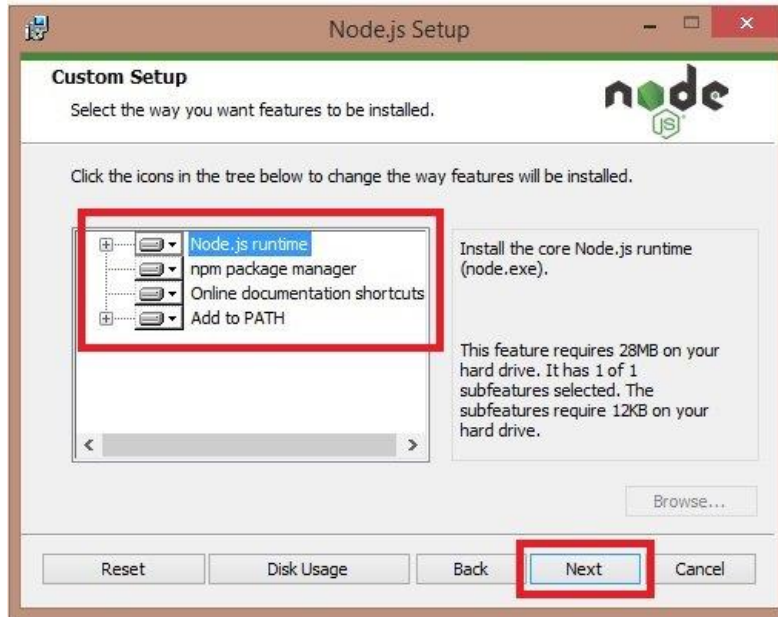 Node.js Setup
Custom Setup
Select the way you want features to be installed.
node
JS
Click the icons in the tree below to change the way features will be installed.
Node.js runtime
npm package manager
Online documentation shortcuts
Add to PATH
Install the core Node.js runtime
(node.exe).
This feature requires 28MB on your
hard drive. It has 1 of 1
subfeatures selected. The
subfeatures require 12KB on your
hard drive.
Browse...
Reset
Disk Usage
Back
Next
Cancel